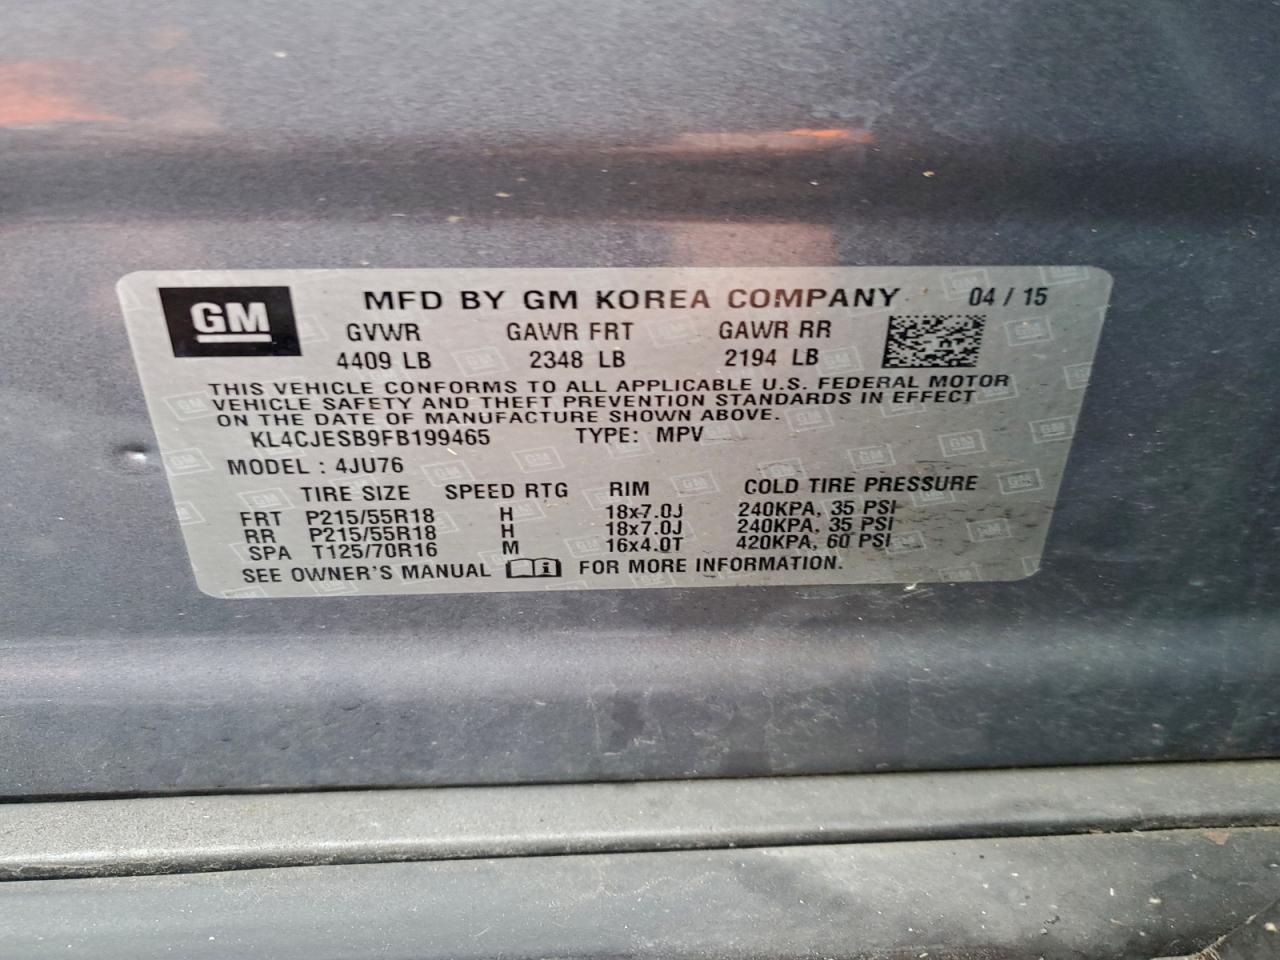 GM MFD BY GM KOREA COMPANY 04 / 15
GVWR GAWR FRT GAWR RR
4409 LB 2348 LB 2194 LB
THIS VEHICLE CONFORMS TO ALL APPLICABLE U.S. FEDERAL MOTOR
VEHICLE SAFETY AND THEFT PREVENTION STANDARDS IN EFFECT
ON THE DATE OF MANUFACTURE SHOWN ABOVE.
KL4CJESB9FB199465 TYPE: MPV
MODEL : 4JU76
TIRE SIZE SPEED RTG RIM COLD TIRE PRESSURE
FRT P215/55R18 H 18x7.0J 240KPA, 35 PSI
RR P215/55R18 H 18x7.0J 240KPA, 35 PSI
SPA T125/70R16 M 16x4.0T 420KPA, 60 PSI
SEE OWNER'S MANUAL FOR MORE INFORMATION.